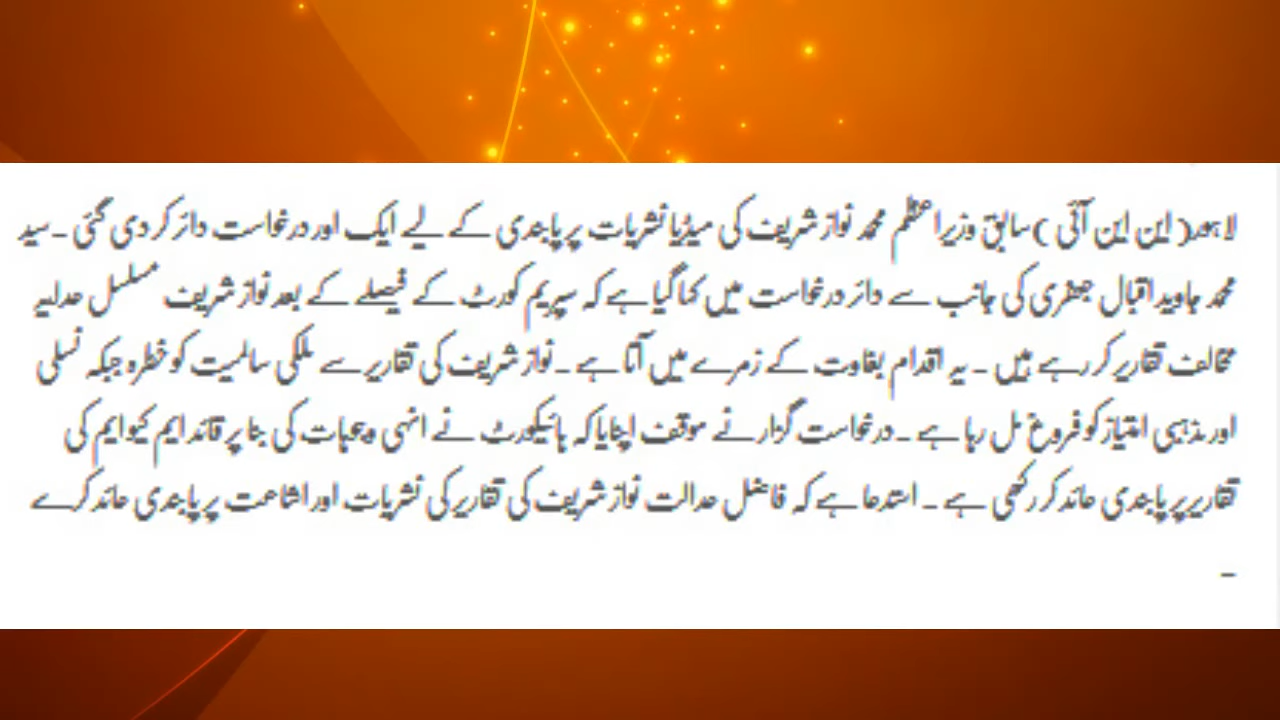 لاہور( این این آئی )سابق وزیراعظم محمد نواز شریف کی میڈیا نشریات پر پابندی کے لیے ایک اور درخواست دائر کر دی گئی ۔سید
محمد جاوید اقبال جعفری کی جانب سے دائر درخواست میں کہا گیا ہے کہ سپریم کورٹ کے فیصلے کے بعد نواز شریف مسلسل عدلیہ
مخالف تقاریر کر رہے ہیں ۔ یہ اقدام بغاوت کے زمرے میں آتا ہے ۔نواز شریف کی تقاریر سے ملکی سالمیت کو خطرہ جبکہ نسلی
اور مذہبی امتیاز کو فروغ مل رہا ہے ۔درخواست گزار نے موقف اپنایا کہ ہائیکورٹ نے انہی وجوہات کی بنا پر قائد ایم کیو ایم کی
تقاریر پر پابندی عائد کر رکھی ہے ۔ استدعا ہے کہ فاضل عدالت نواز شریف کی تقاریر کی نشریات اور اشاعت پر پابندی عائد کرے
۔